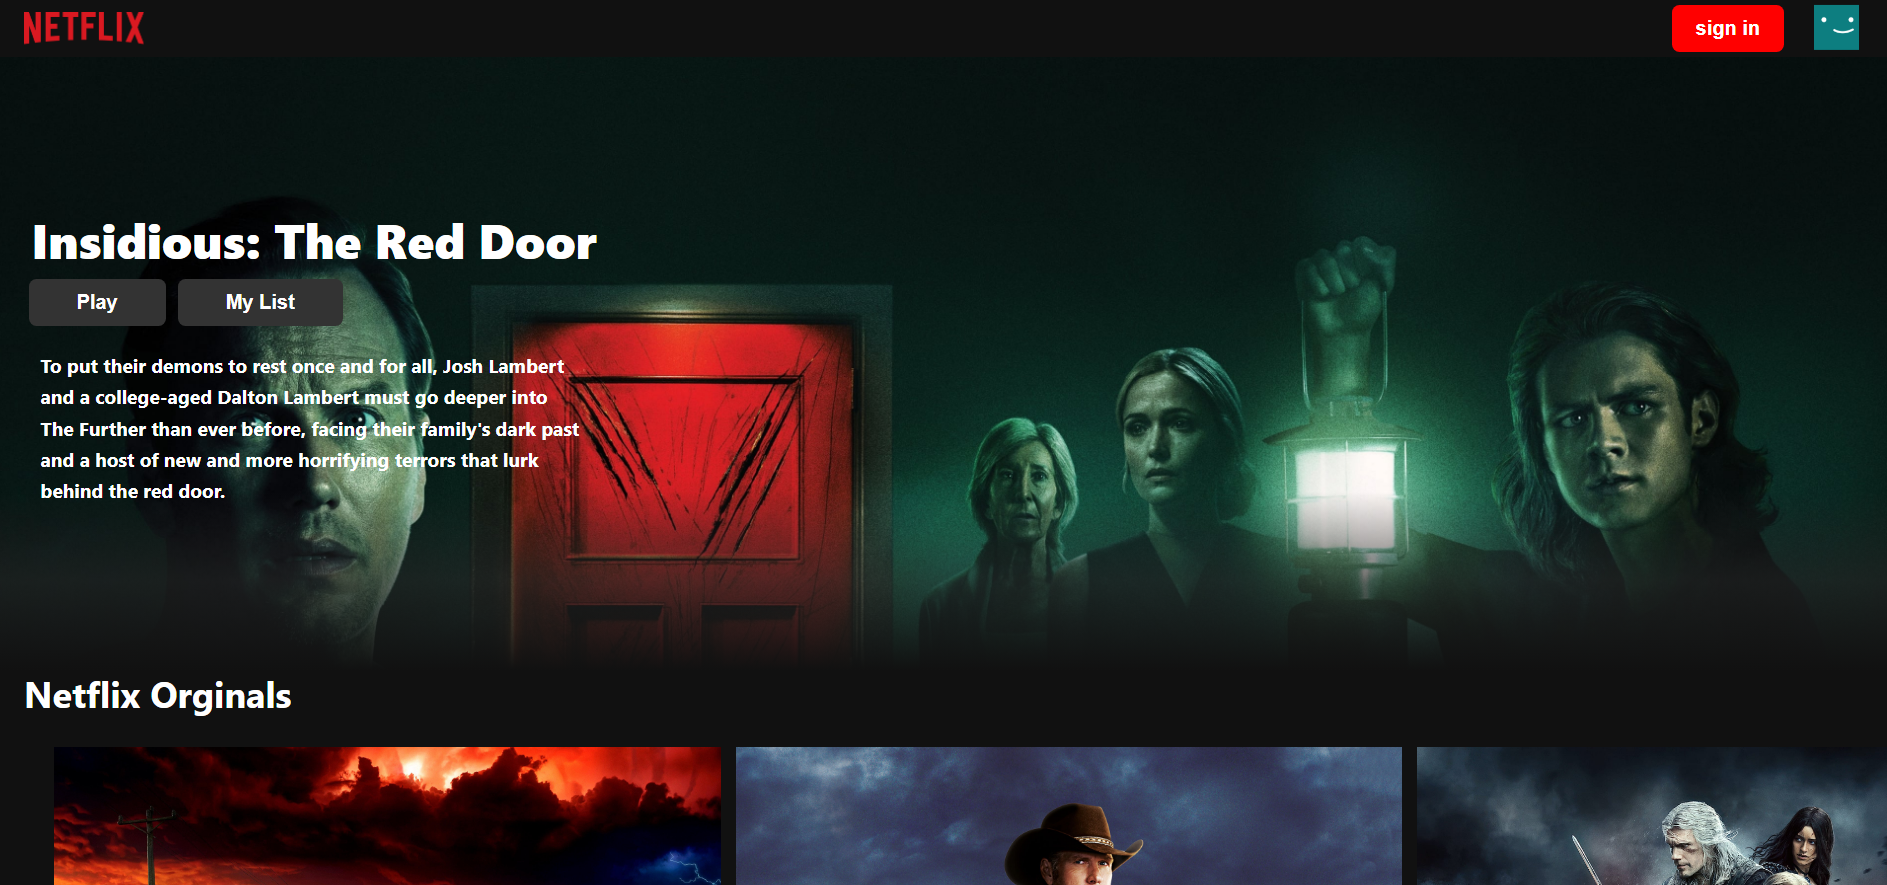 NETFLIX
sign in
Insidious: The Red Door
Play
My List
To put their demons to rest once and for all, Josh Lambert
and a college-aged Dalton Lambert must go deeper into
The Further than ever before, facing their family's dark past
and a host of new and more horrifying terrors that lurk
behind the red door.
Netflix Orginals